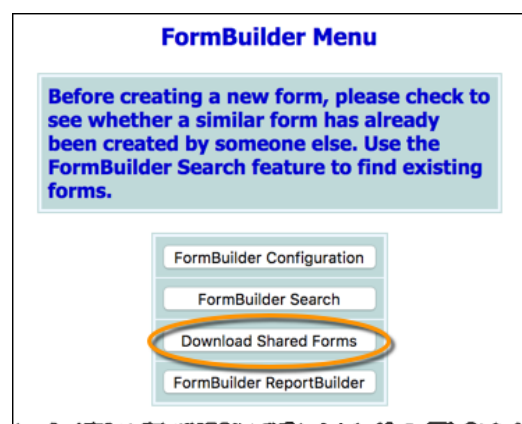 FormBuilder Menu
Before creating a new form, please check to
see whether a similar form has already
been created by someone else. Use the
FormBuilder Search feature to find existing
forms.
FormBuilder Configuration
FormBuilder Search
Download Shared Forms
FormBuilder ReportBuilder